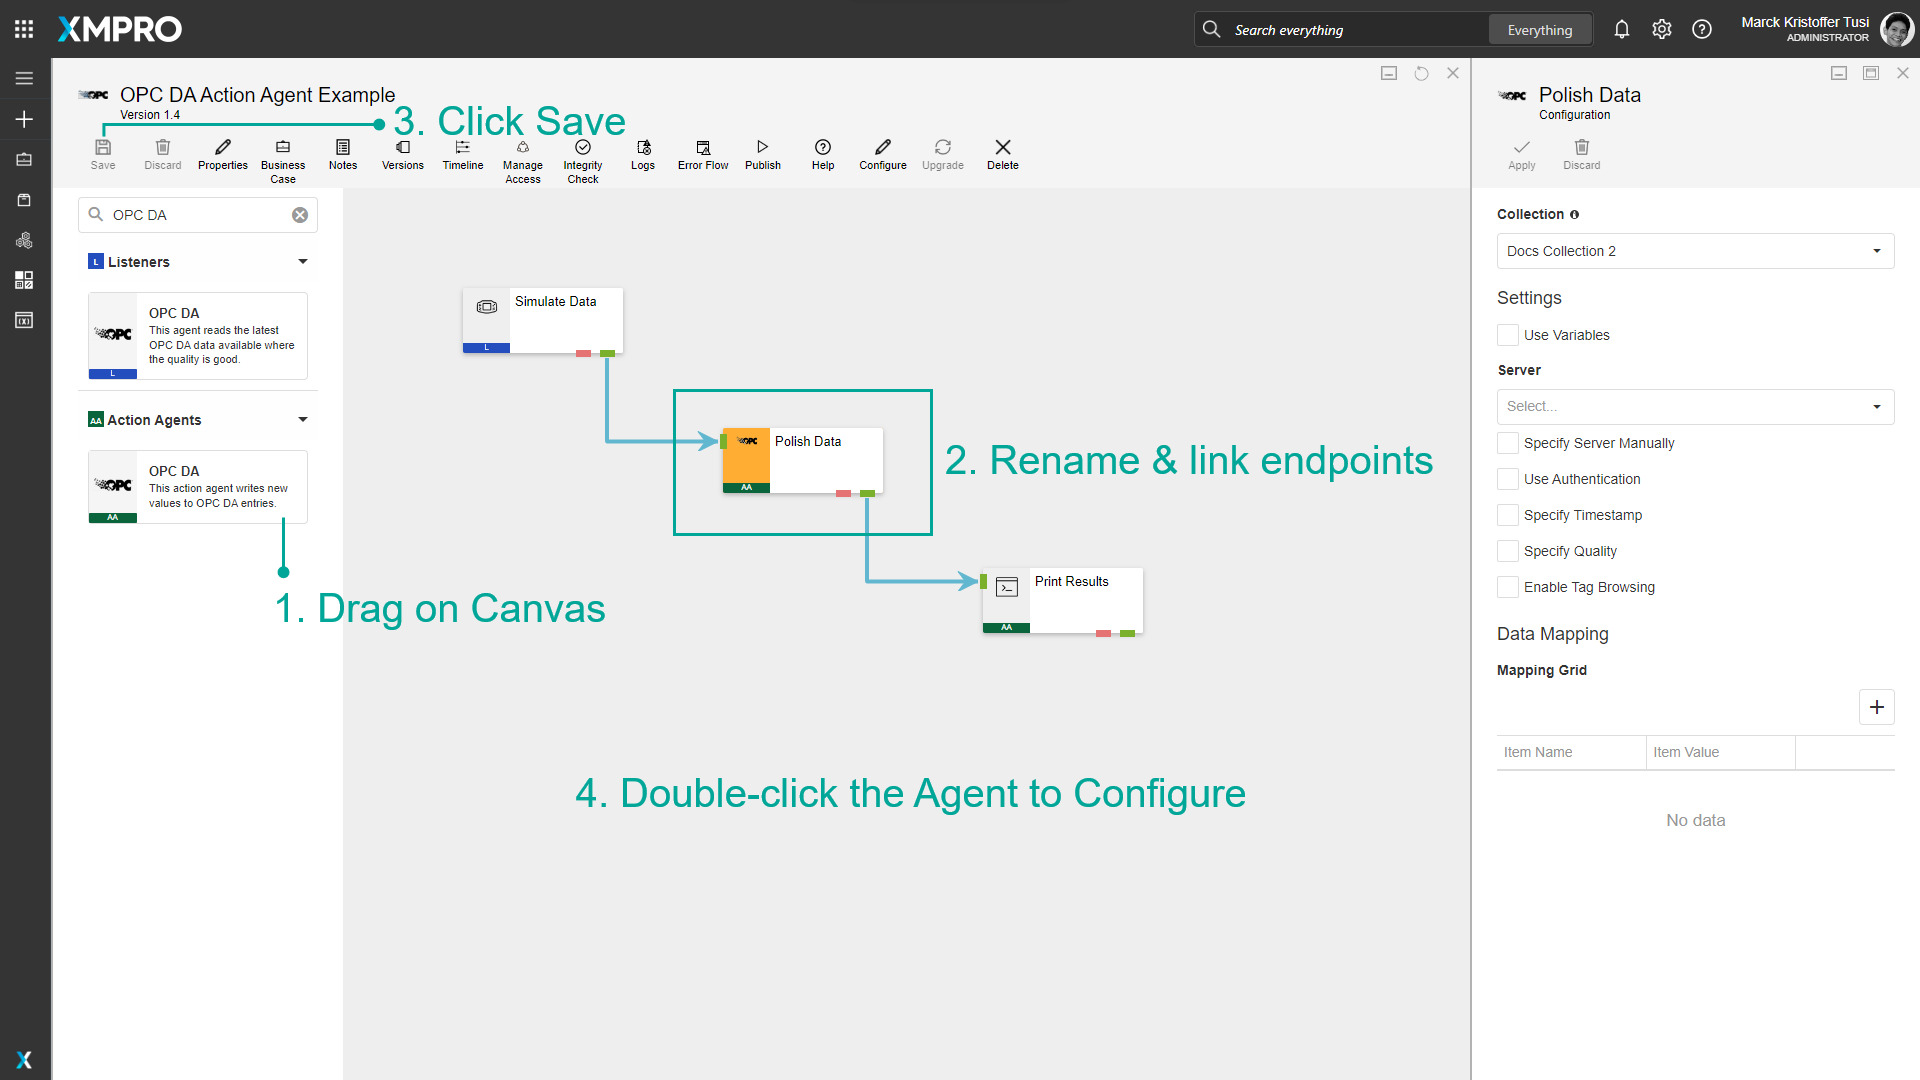 XMPRO
Search everything
Everything
Marck Kristoffer Tusi
ADMINISTRATOR
OPC
OPC DA Action Agent Example
Version 1.4
3. Click Save
Save
Discard
Properties
Business
Case
Notes
Versions
Timeline
Manage
Access
Integrity
Check
Logs
Error Flow
Publish
Help
Configure
Upgrade
Delete
OPC DA
L Listeners
OPC
L
OPC DA
This agent reads the latest
OPC DA data available where
the quality is good.
AA Action Agents
OPC
AA
OPC DA
This action agent writes new
values to OPC DA entries.
1. Drag on Canvas
Simulate Data
L
OPC
Polish Data
AA
2. Rename & link endpoints
Print Results
AA
4. Double-click the Agent to Configure
OPC
Polish Data
Configuration
Apply
Discard
Collection
Docs Collection 2
Settings
Use Variables
Server
Select...
Specify Server Manually
Use Authentication
Specify Timestamp
Specify Quality
Enable Tag Browsing
Data Mapping
Mapping Grid
Item Name
Item Value
No data
X